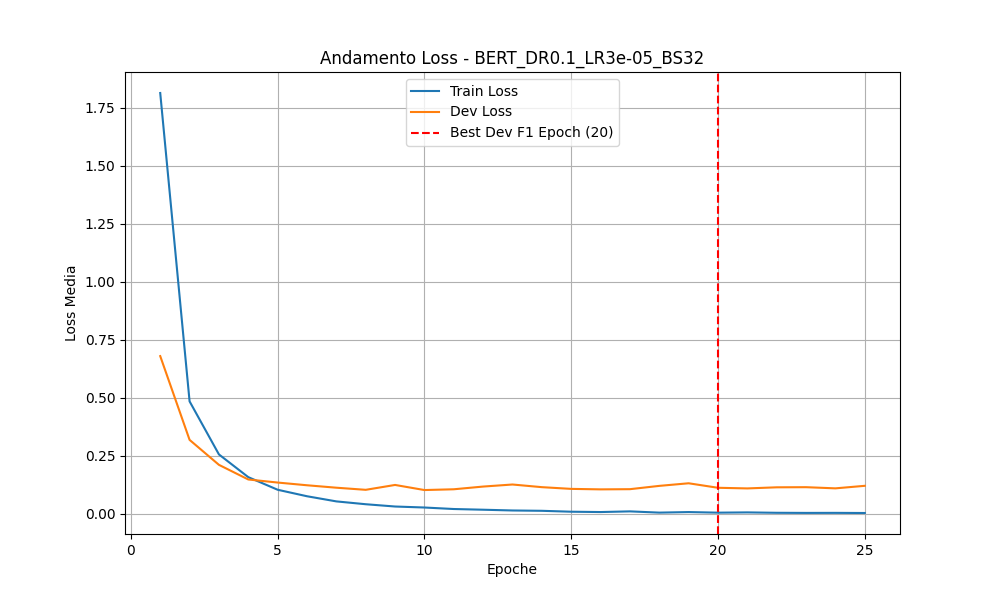 Andamento Loss - BERT_DR0.1_LR3e-05_BS32
Train Loss
Dev Loss
Best Dev F1 Epoch (20)
Loss Media
1.75
1.50
1.25
1.00
0.75
0.50
0.25
0.00
0 5 10 15 20 25
Epoche